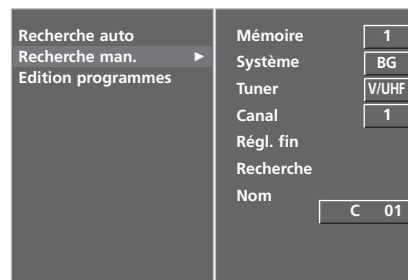 Recherche auto
Recherche man. ►
Edition programmes
Mémoire 1
Système BG
Tuner V/UHF
Canal 1
Régl. fin
Recherche
Nom
C 01